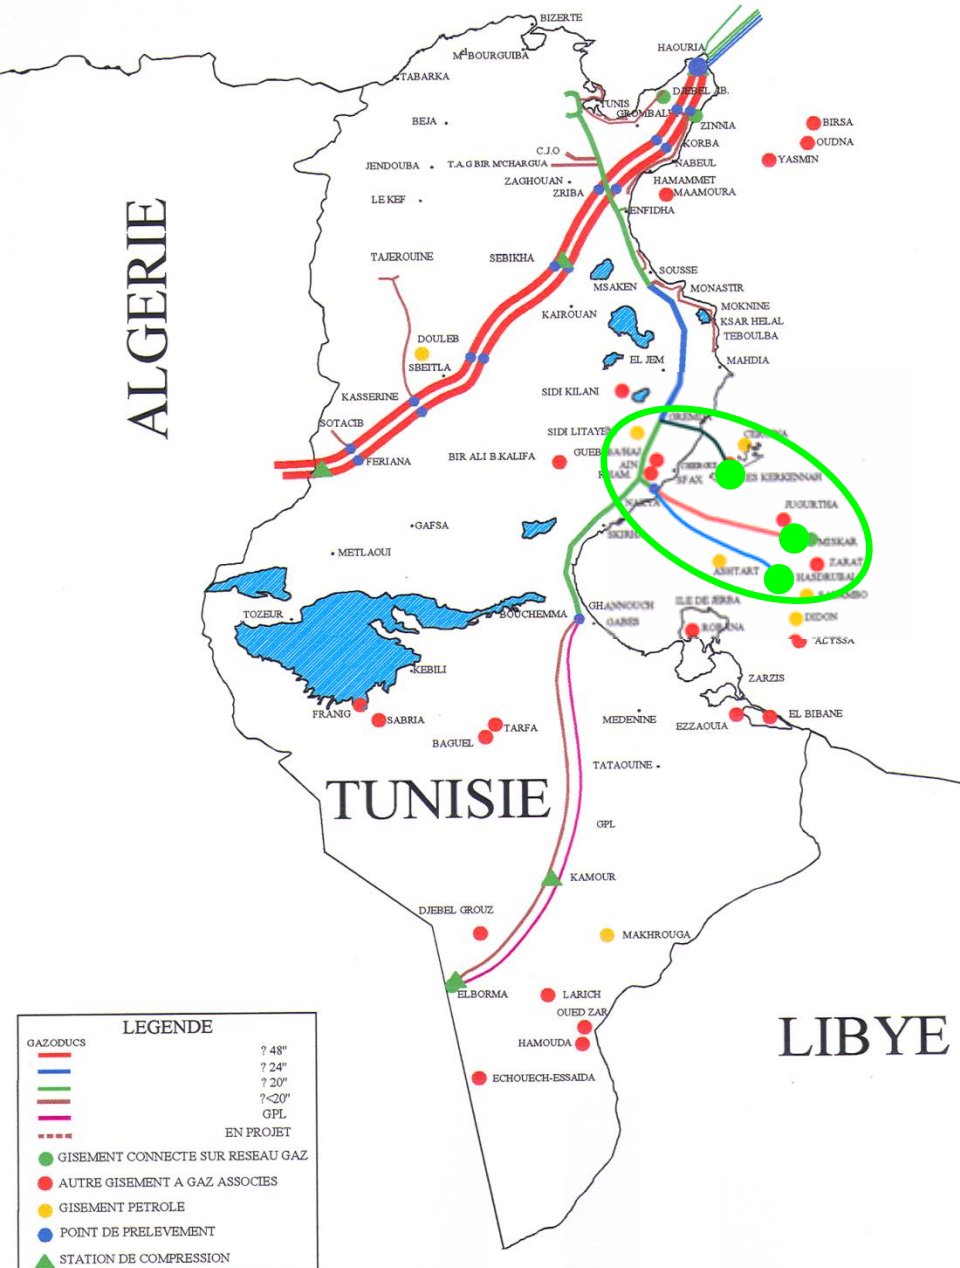 BIZERTE
HAOURIA
Mel BOURGUIBA
TABARKA
DJEBEL AB.
TUNIS
GROMBALIA
BEJA
ZINNIA
BIRSA
OUDNA
KORBA
C.J.O
YASMIN
T.A.G BIR M'CHARGUA
NABEUL
JENDOUBA
ZAGHOUAN
HAMAMMET
ZRIBA
MAAMOURA
LE KEF
ENFIDHA
ALGERIE
TAJEROUINE
SEBIKHA
SOUSSE
MSAKEN
MONASTIR
MOKNINE
KAIROUAN
KSAR HELAL
TEBOULBA
DOULEB
SBEITLA
EL JEM
MAHDIA
KASSERINE
SIDI KILANI
SOTACIB
SIDI LITAYEM
BIR ALI B.KALIFA
FERIANA
SFAX
KERKENNAH
JUGURTHA
NAKTA
GAFSA
SKIRHA
MISKAR
METLAOUI
ZARAT
ASHTART
HASDRUBAL
ILE DE JERBA
GHANNOUCH
TOZEUR
BOUCHEMMA
GABES
DIDON
KEBILI
ZARZIS
FRANIG
SABRIA
MEDENINE
EZZAOUIA
EL BIBANE
TARFA
BAGUEL
TATAOUINE
TUNISIE
GPL
KAMOUR
DJEBEL GROUZ
MAKHROUGA
ELBORMA
LARICH
OUED ZAR
LIBYE
HAMOUDA
ECHOUECH-ESSAIDA
LEGENDE
GAZODUCS
? 48"
? 24"
? 20"
?<20"
GPL
EN PROJET
GISEMENT CONNECTE SUR RESEAU GAZ
AUTRE GISEMENT A GAZ ASSOCIES
GISEMENT PETROLE
POINT DE PRELEVEMENT
STATION DE COMPRESSION